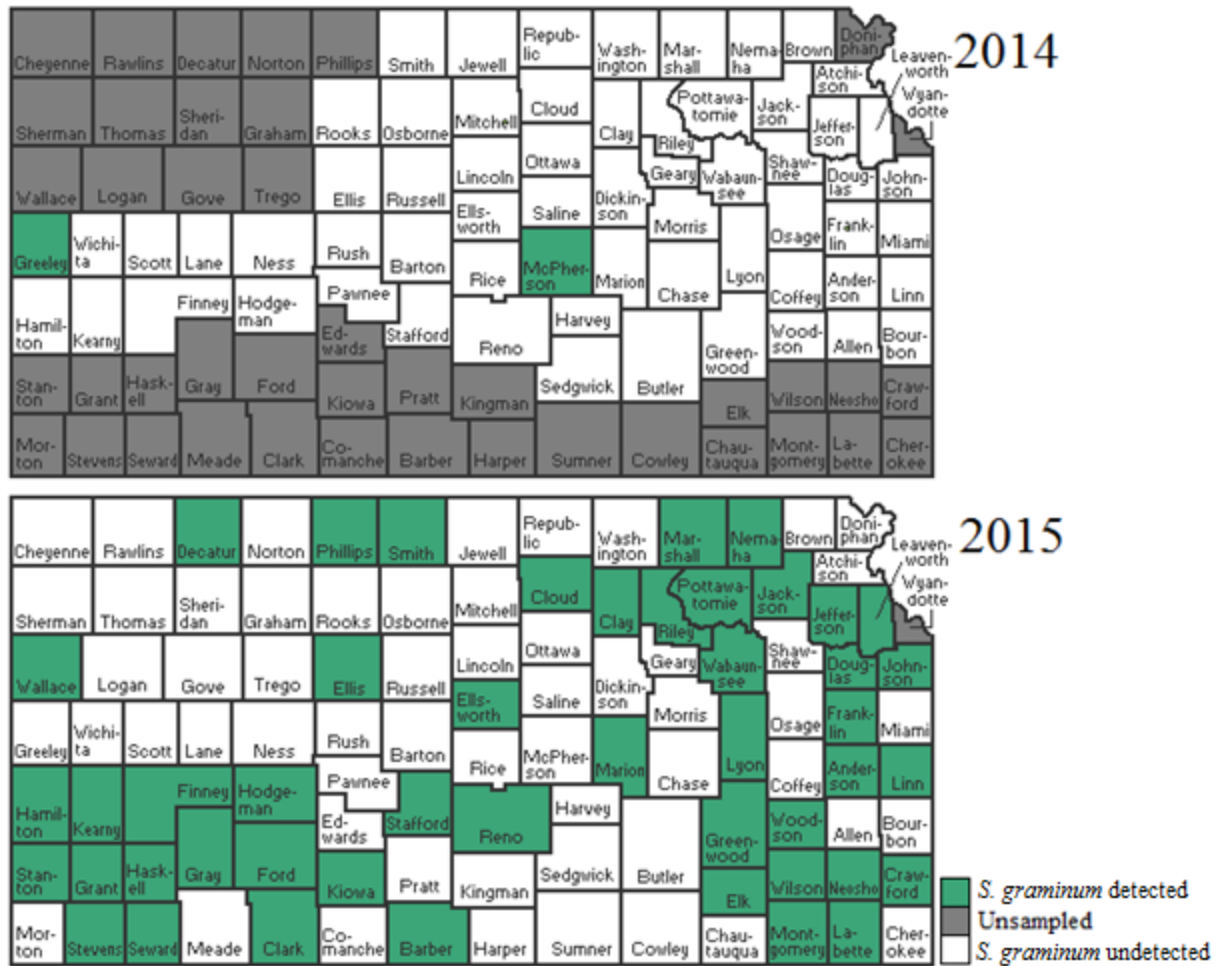 2014
Cheyenne Rawlins Decatur Norton Phillips Smith Jewell
Repub-
lic
Wash-
ington
Mar-
shall
Nema-
ha
Brown
Doni-
phan
Leaven-
worth
Atchi-
son
Wyan-
dotte
Sherman Thomas
Sheri-
dan
Graham Rooks Osborne Mitchell Cloud Clay
Pottawa-
tomie
Jack-
son
Jeffer-
son
Riley
Wallace Logan Gove Trego Ellis Russell Lincoln Ottawa
Dickin-
son
Geary
Wabaun-
see
Shaw-
nee
Doug-
las
John-
son
Greeley
Wichi-
ta
Scott Lane Ness Rush Barton
Ells-
worth
Saline
Morris
Osage
Frank-
lin
Miami
Rice
McPher-
son
Marion Chase Lyon Coffey
Ander-
son
Linn
Hamil-
ton
Kearny Finney
Hodge-
man
Pawnee
Ed-
wards
Stafford Reno Harvey
Green-
wood
Wood-
son
Allen
Bour-
bon
Stan-
ton
Grant
Hask-
ell
Gray Ford Kiowa Pratt Kingman Sedgwick Butler Elk Wilson Neosho
Craw-
ford
Mor-
ton
Stevens Seward Meade Clark
Co-
manche
Barber Harper Sumner Cowley
Chau-
tauqua
Mont-
gomery
La-
bette
Cher-
okee
2015
Cheyenne Rawlins Decatur Norton Phillips Smith Jewell
Repub-
lic
Wash-
ington
Mar-
shall
Nema-
ha
Brown
Doni-
phan
Leaven-
worth
Atchi-
son
Wyan-
dotte
Sherman Thomas
Sheri-
dan
Graham Rooks Osborne Mitchell Cloud Clay
Pottawa-
tomie
Jack-
son
Jeffer-
son
Riley
Wallace Logan Gove Trego Ellis Russell Lincoln Ottawa
Dickin-
son
Geary
Wabaun-
see
Shaw-
nee
Doug-
las
John-
son
Greeley
Wichi-
ta
Scott Lane Ness Rush Barton
Ells-
worth
Saline
Morris
Osage
Frank-
lin
Miami
Rice
McPher-
son
Marion Chase Lyon Coffey
Ander-
son
Linn
Hamil-
ton
Kearny Finney
Hodge-
man
Pawnee
Ed-
wards
Stafford Reno Harvey
Green-
wood
Wood-
son
Allen
Bour-
bon
Stan-
ton
Grant
Hask-
ell
Gray Ford Kiowa Pratt Kingman Sedgwick Butler Elk Wilson Neosho
Craw-
ford
Mor-
ton
Stevens Seward Meade Clark
Co-
manche
Barber Harper Sumner Cowley
Chau-
tauqua
Mont-
gomery
La-
bette
Cher-
okee
S. graminum detected
Unsampled
S. graminum undetected